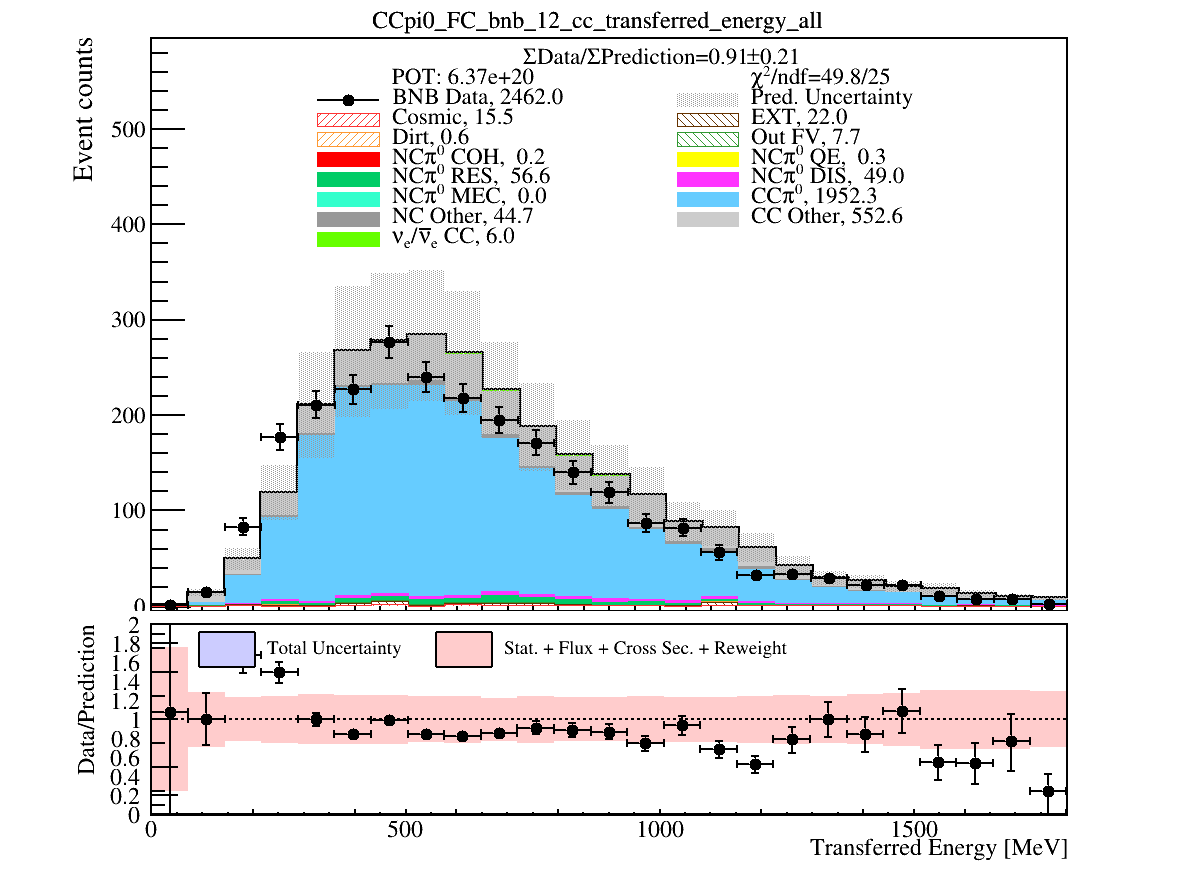 CCpi0_FC_bnb_12_cc_transferred_energy_all
ΣData/ΣPrediction=0.91±0.21
POT: 6.37e+20
χ²/ndf=49.8/25
BNB Data, 2462.0
Pred. Uncertainty
Cosmic, 15.5
EXT, 22.0
Dirt, 0.6
Out FV, 7.7
NCπ⁰ COH, 0.2
NCπ⁰ QE, 0.3
NCπ⁰ RES, 56.6
NCπ⁰ DIS, 49.0
NCπ⁰ MEC, 0.0
CCπ⁰, 1952.3
NC Other, 44.7
CC Other, 552.6
νₑ/ν̅ₑ CC, 6.0
Event counts
500
400
300
200
100
0
Total Uncertainty
Stat. + Flux + Cross Sec. + Reweight
Data/Prediction
2
1.8
1.6
1.4
1.2
1
0.8
0.6
0.4
0.2
0
0
500
1000
1500
Transferred Energy [MeV]